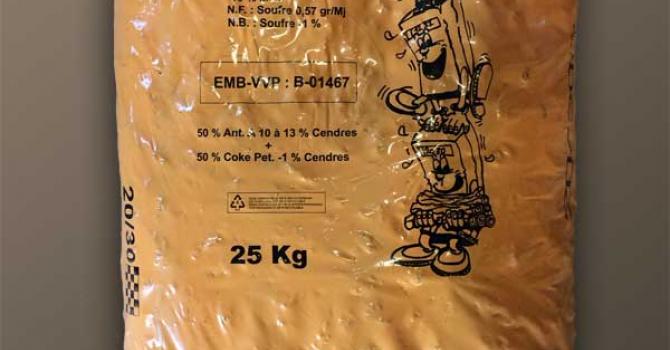 N.F. : Soufre 0,57 gr/Mj
N.B. : Soufre -1 %
EMB-VVP : B-01467
50 % Ant. A 10 à 13 % Cendres
+
50 % Coke Pet. -1 % Cendres
25 Kg
20/30